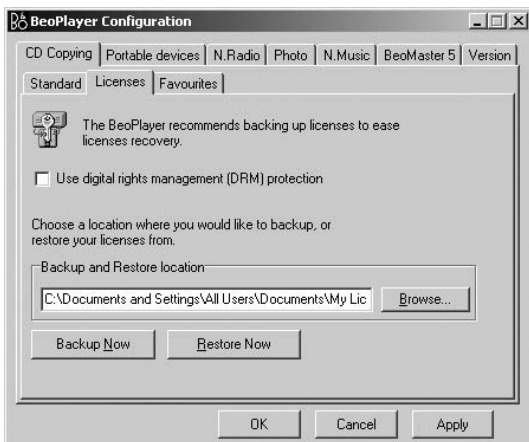 BeoPlayer Configuration
CD Copying Portable devices N.Radio Photo N.Music BeoMaster 5 Version
Standard Licenses Favourites
The BeoPlayer recommends backing up licenses to ease
licenses recovery.
Use digital rights management (DRM) protection
Choose a location where you would like to backup, or
restore your licenses from.
Backup and Restore location
C:\Documents and Settings\All Users\Documents\My Lic Browse...
Backup Now Restore Now
OK Cancel Apply